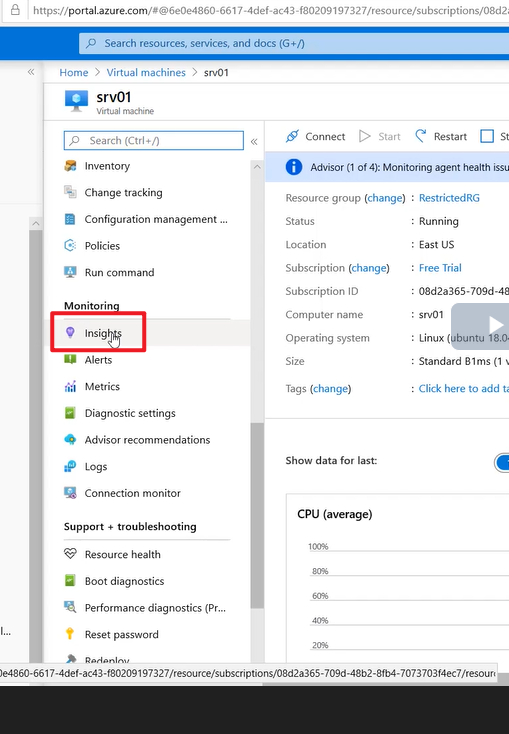 https://portal.azure.com/#@6e0e4860-6617-4def-ac43-f80209197327/resource/subscriptions/08d2a
Search resources, services, and docs (G+/)
Home > Virtual machines > srv01
srv01
Virtual machine
Search (Ctrl+/)
Connect Start Restart St
Inventory
Advisor (1 of 4): Monitoring agent health issu
Change tracking
Resource group (change) : RestrictedRG
Configuration management ...
Status : Running
Policies
Location : East US
Run command
Subscription (change) : Free Trial
Subscription ID : 08d2a365-709d-48
Monitoring
Computer name : srv01
Insights
Operating system : Linux (ubuntu 18.0
Alerts
Size : Standard B1ms (1 v
Metrics
Tags (change) : Click here to add ta
Diagnostic settings
Advisor recommendations
Logs
Show data for last:
Connection monitor
Support + troubleshooting
CPU (average)
Resource health
100%
Boot diagnostics
80%
Performance diagnostics (Pr...
60%
Reset password
40%
l...
20%
Redeploy
0e4860-6617-4def-ac43-f80209197327/resource/subscriptions/08d2a365-709d-48b2-8fb4-7073703f4ec7/resour